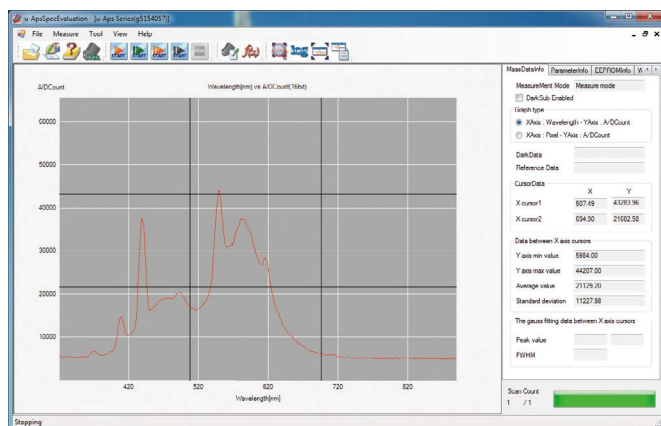 u-ApsSpecEvaluation - [u-Aps Series(g5154057)]
File Measure Tool View Help
START START START START
log
A/DCount
Wavelength[nm] vs A/DCount(16bit)
60000
50000
40000
30000
20000
10000
420 520 620 720 820
Wavelength[nm]
MeasDataInfo ParameterInfo EEPROMInfo
MeasureMent Mode Measure mode
DarkSub Enabled
Graph type
XAxis : Wavelength - YAxis : A/DCount
XAxis : Pixel - YAxis : A/DCount
DarkData
Reference Data
CursorData
X Y
X-cursor1 507.49 43283.96
X-cursor2 694.90 21682.58
Data between X axis cursors
Y axis min value 5984.00
Y axis max value 44207.00
Average value 21129.20
Standard deviation 11227.98
The gauss fitting data between X axis cursors
Peak value
FWHM
Scan Count
1 / 1
Stopping